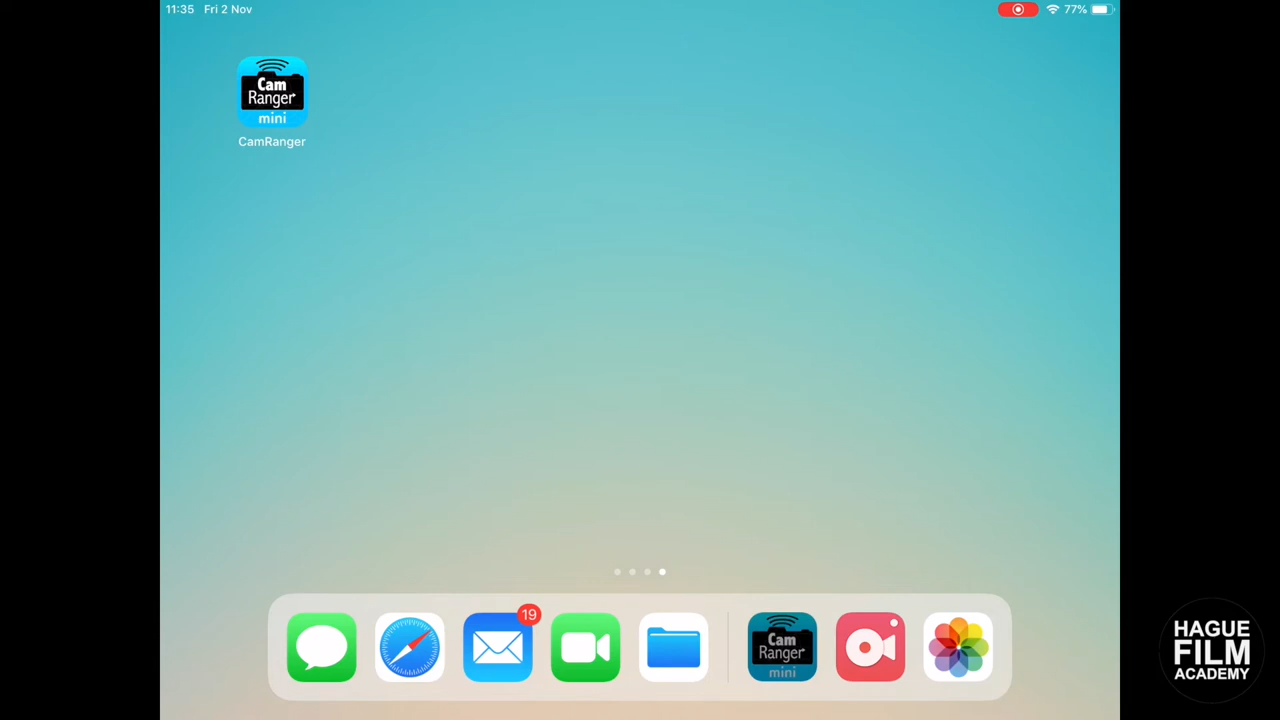 11:35 Fri 2 Nov
77%
Cam
Ranger
mini
CamRanger
19
Cam
Ranger
mini
HAGUE
FILM
ACADEMY